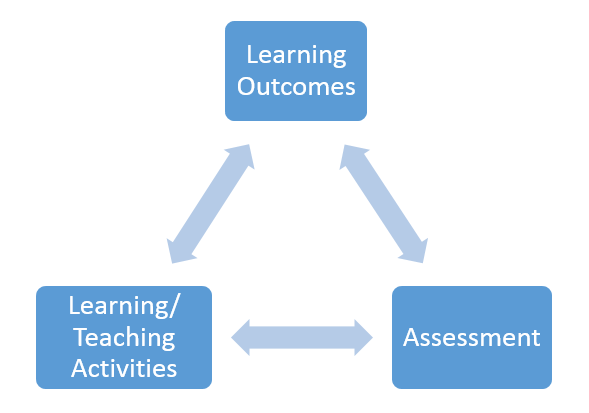 Learning
Outcomes
Learning/
Teaching
Activities
Assessment